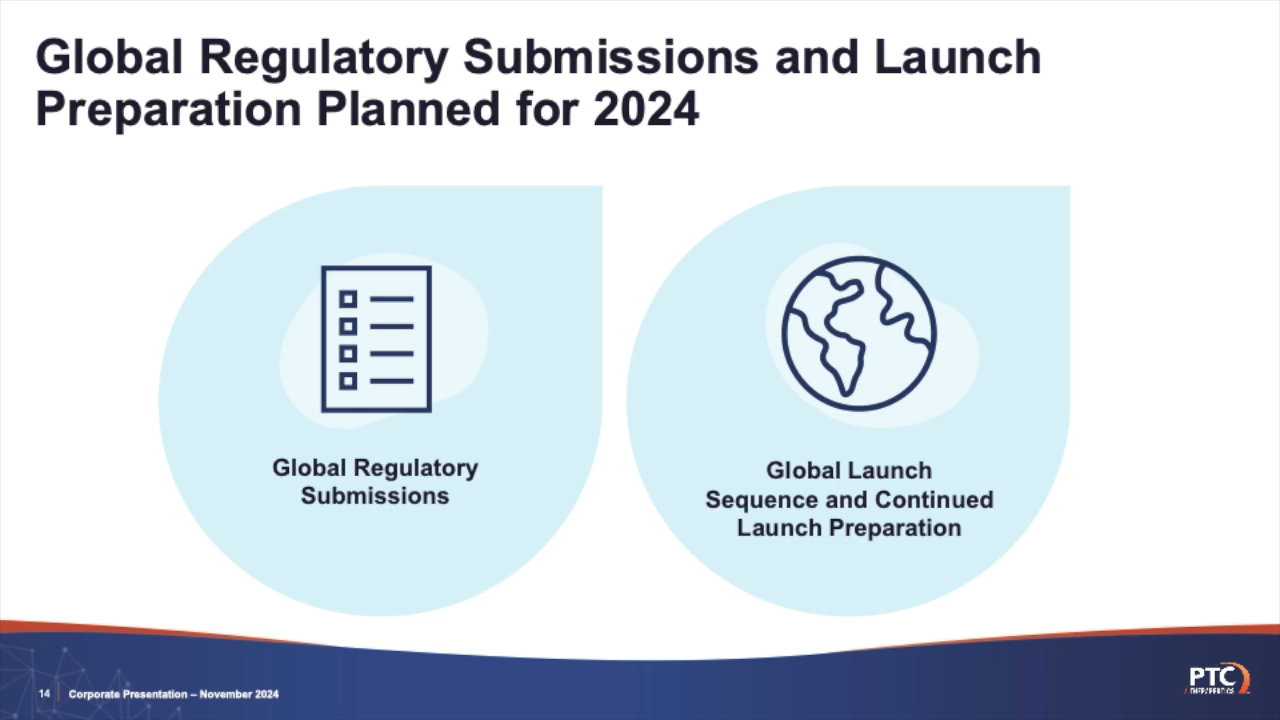 Global Regulatory Submissions and Launch
Preparation Planned for 2024
Global Regulatory
Submissions
Global Launch
Sequence and Continued
Launch Preparation
14
Corporate Presentation – November 2024
PTC
THERAPEUTICS